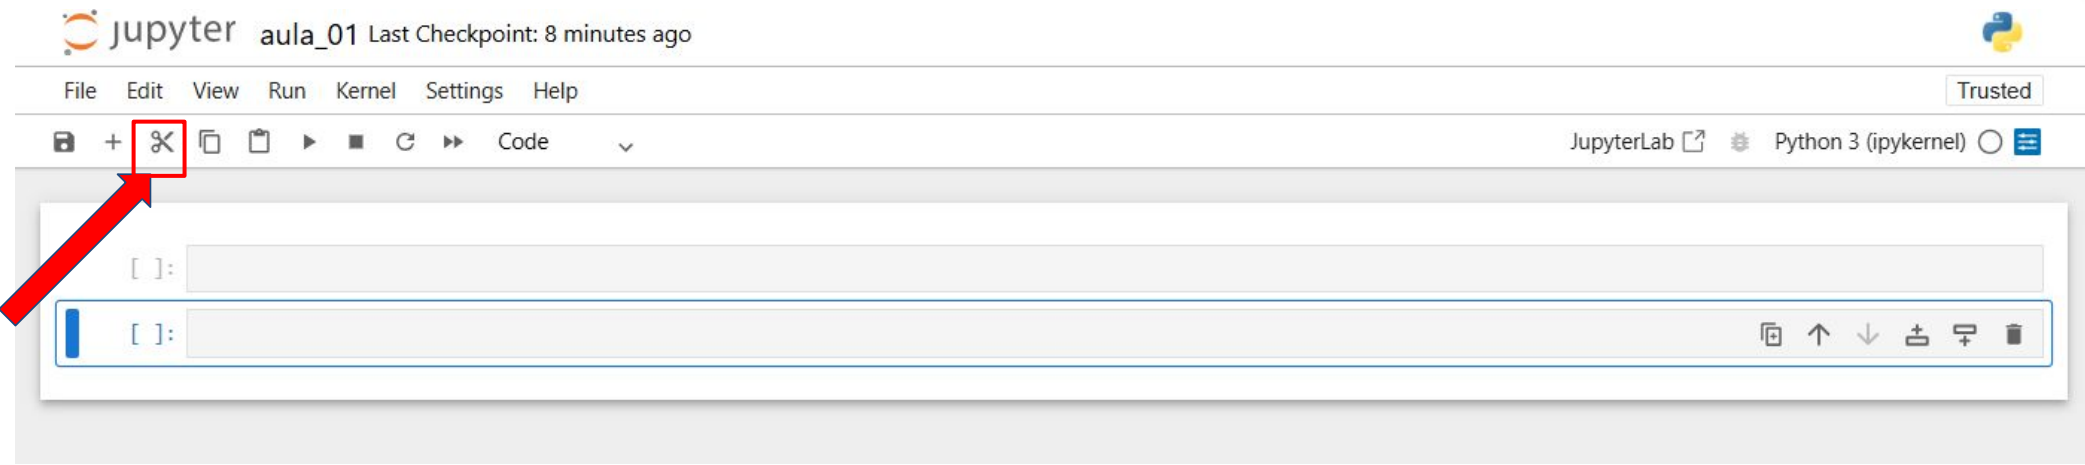 jupyter aula_01 Last Checkpoint: 8 minutes ago
File Edit View Run Kernel Settings Help Trusted
Code JupyterLab Python 3 (ipykernel)
[ ]:
[ ]: